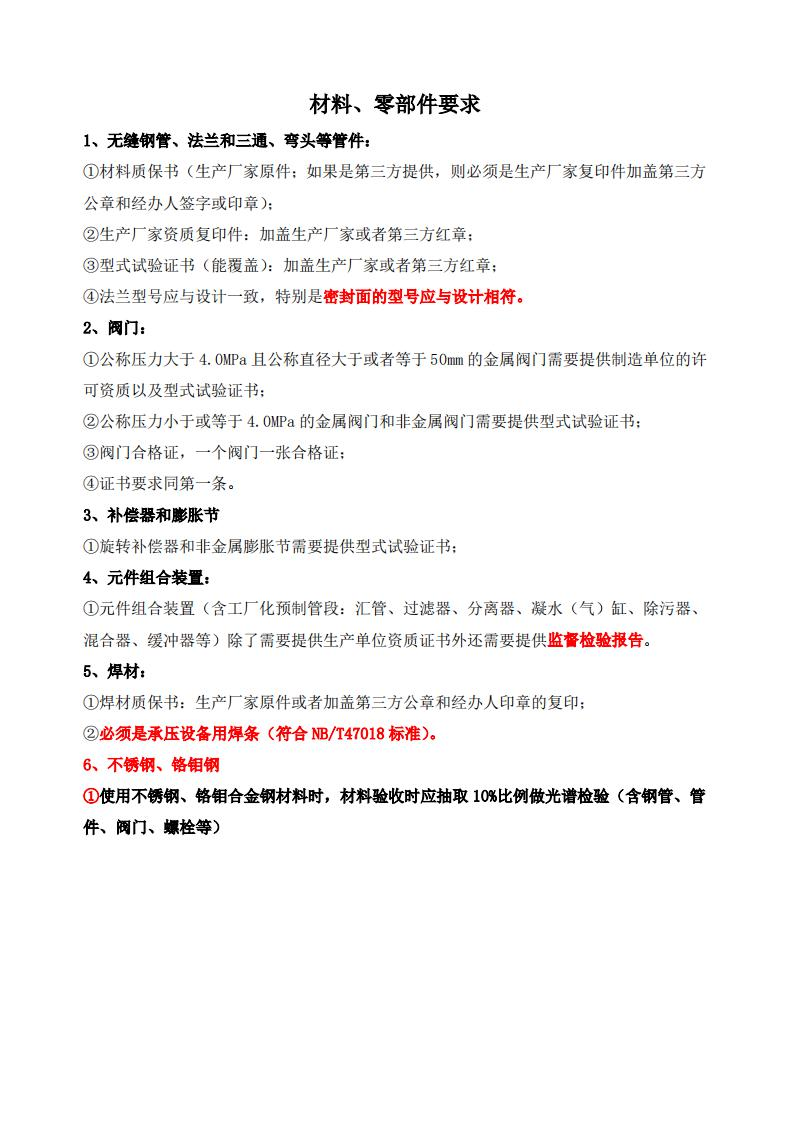 材料、零部件要求
1、无缝钢管、法兰和三通、弯头等管件：
①材料质保书（生产厂家原件；如果是第三方提供，则必须是生产厂家复印件加盖第三方
公章和经办人签字或印章）；
②生产厂家资质复印件：加盖生产厂家或者第三方红章；
③型式试验证书（能覆盖）：加盖生产厂家或者第三方红章；
④法兰型号应与设计一致，特别是密封面的型号应与设计相符。
2、阀门：
①公称压力大于 4.0MPa 且公称直径大于或者等于 50mm 的金属阀门需要提供制造单位的许
可资质以及型式试验证书；
②公称压力小于或等于 4.0MPa 的金属阀门和非金属阀门需要提供型式试验证书；
③阀门合格证，一个阀门一张合格证；
④证书要求同第一条。
3、补偿器和膨胀节
①旋转补偿器和非金属膨胀节需要提供型式试验证书；
4、元件组合装置：
①元件组合装置（含工厂化预制管段：汇管、过滤器、分离器、凝水（气）缸、除污器、
混合器、缓冲器等）除了需要提供生产单位资质证书外还需要提供监督检验报告。
5、焊材：
①焊材质保书：生产厂家原件或者加盖第三方公章和经办人印章的复印；
②必须是承压设备用焊条（符合 NB/T47018 标准）。
6、不锈钢、铬钼钢
①使用不锈钢、铬钼合金钢材料时，材料验收时应抽取 10%比例做光谱检验（含钢管、管
件、阀门、螺栓等）